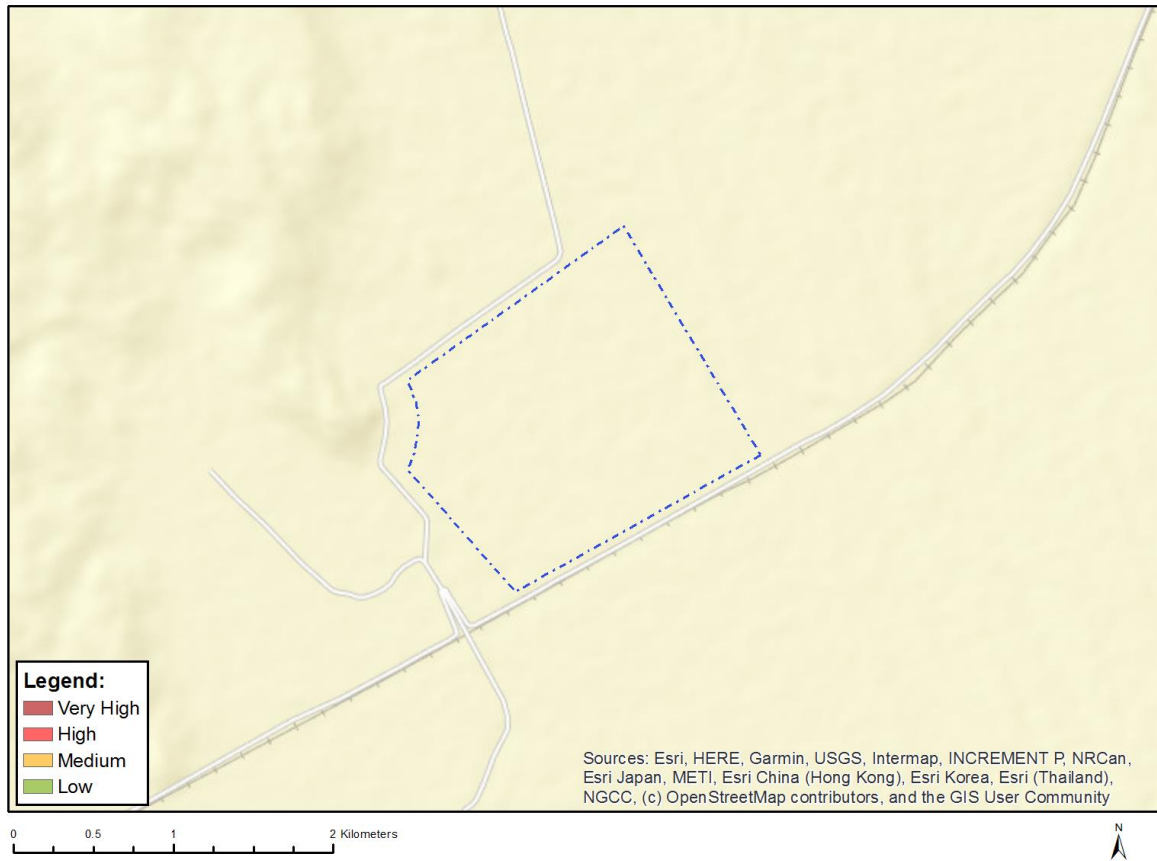 Legend:
Very High
High
Medium
Low
Sources: Esri, HERE, Garmin, USGS, Intermap, INCREMENT P, NRCan,
Esri Japan, METI, Esri China (Hong Kong), Esri Korea, Esri (Thailand),
NGCC, (c) OpenStreetMap contributors, and the GIS User Community
0 0.5 1 2 Kilometers
N